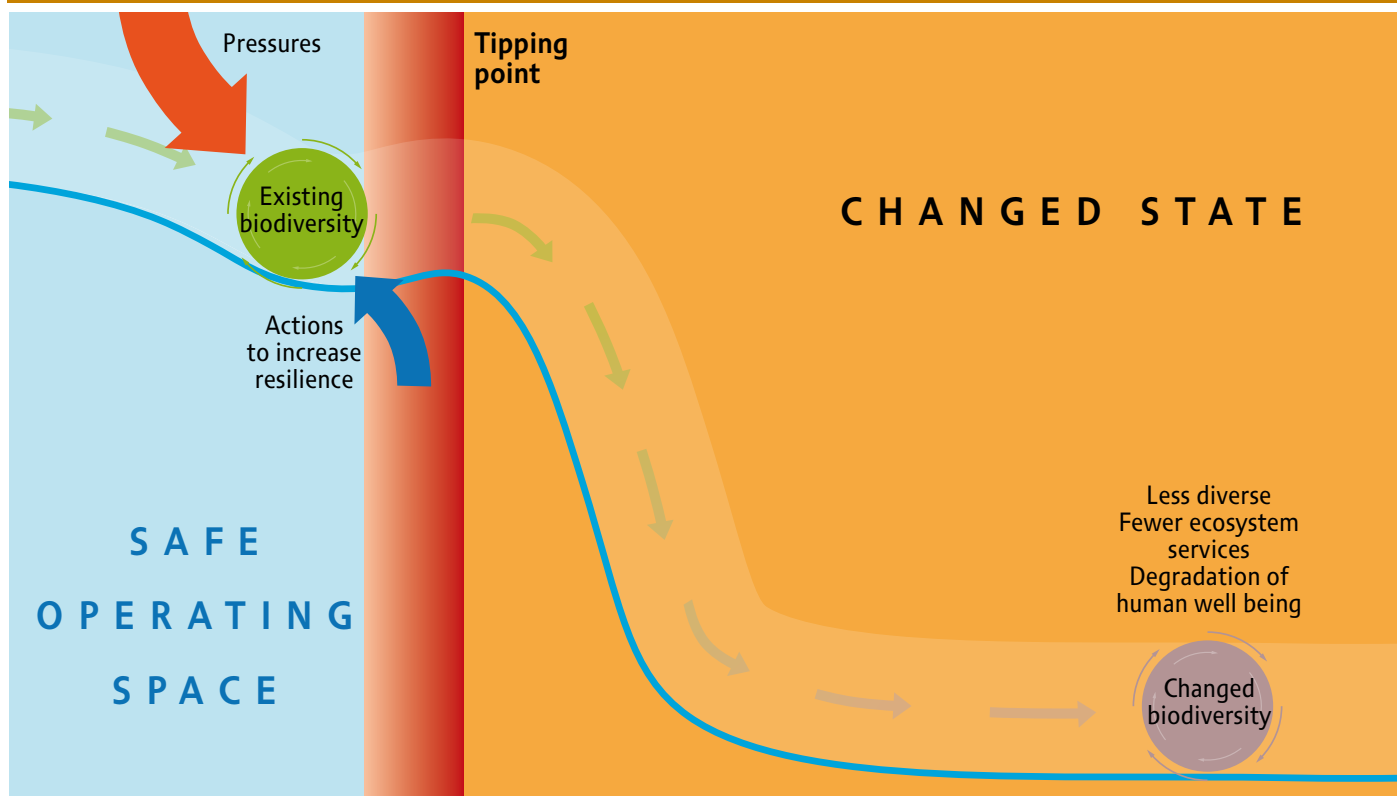 Pressures
Tipping
point
Existing
biodiversity
CHANGED STATE
Actions
to increase
resilience
SAFE
OPERATING
SPACE
Less diverse
Fewer ecosystem
services
Degradation of
human well being
Changed
biodiversity